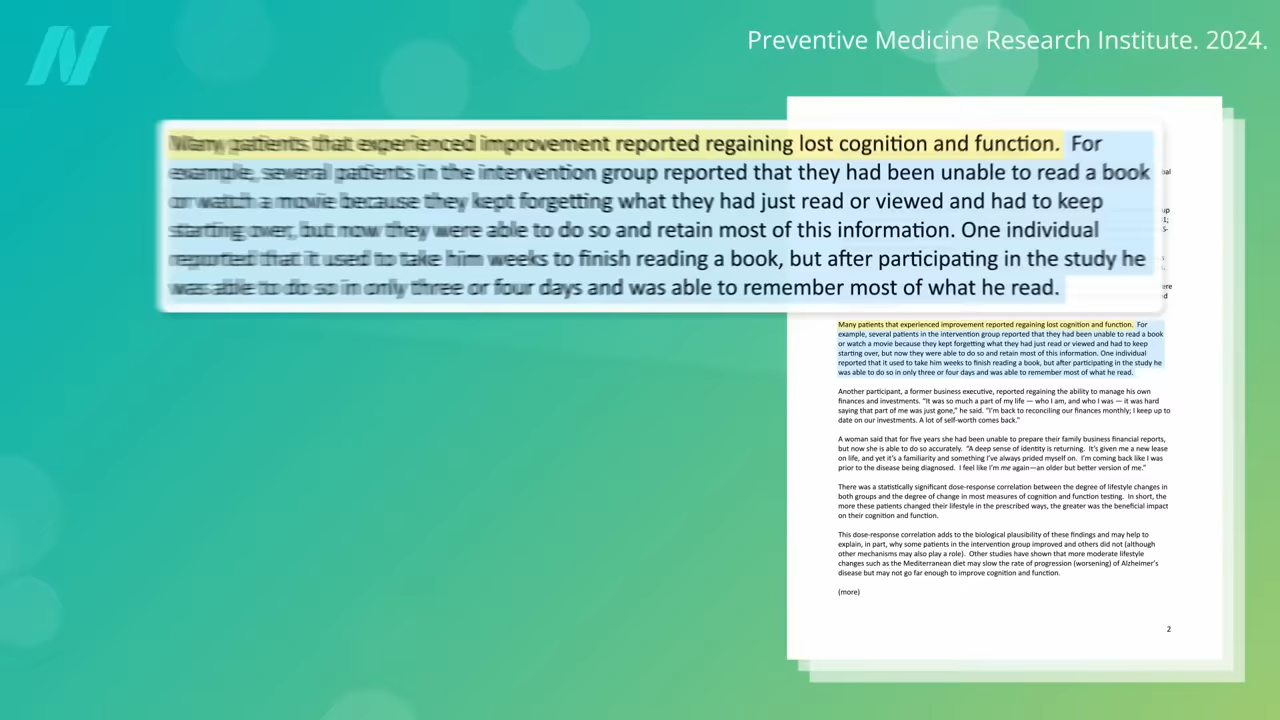 Preventive Medicine Research Institute. 2024.
Many patients that experienced improvement reported regaining lost cognition and function. For
example, several patients in the intervention group reported that they had been unable to read a book
or watch a movie because they kept forgetting what they had just read or viewed and had to keep
starting over, but now they were able to do so and retain most of this information. One individual
reported that it used to take him weeks to finish reading a book, but after participating in the study he
was able to do so in only three or four days and was able to remember most of what he read.
Many patients that experienced improvement reported regaining lost cognition and function. For
example, several patients in the intervention group reported that they had been unable to read a book
or watch a movie because they kept forgetting what they had just read or viewed and had to keep
starting over, but now they were able to do so and retain most of this information. One individual
reported that it used to take him weeks to finish reading a book, but after participating in the study he
was able to do so in only three or four days and was able to remember most of what he read.
Another participant, a former business executive, reported regaining the ability to manage his own
finances and investments. “It was so much a part of my life — who I am, and who I was — it was hard
saying that part of me was just gone,” he said. “I’m back to reconciling our finances monthly; I keep up to
date on our investments. A lot of self-worth comes back.”
A woman said that for five years she had been unable to prepare their family business financial reports,
but now she is able to do so accurately. “A deep sense of identity is returning. It’s given me a new lease
on life, and yet it’s a familiarity and something I’ve always prided myself on. I’m coming back like I was
prior to the disease being diagnosed. I feel like I’m me again—an older but better version of me.”
There was a statistically significant dose-response correlation between the degree of lifestyle changes in
both groups and the degree of change in most measures of cognition and function testing. In short, the
more these patients changed their lifestyle in the prescribed ways, the greater was the beneficial impact
on their cognition and function.
This dose-response correlation adds to the biological plausibility of these findings and may help to
explain, in part, why some patients in the intervention group improved and others did not (although
other mechanisms may also play a role). Other studies have shown that more moderate lifestyle
changes such as the Mediterranean diet may slow the rate of progression (worsening) of Alzheimer’s
disease but may not go far enough to improve cognition and function.
(more)
2